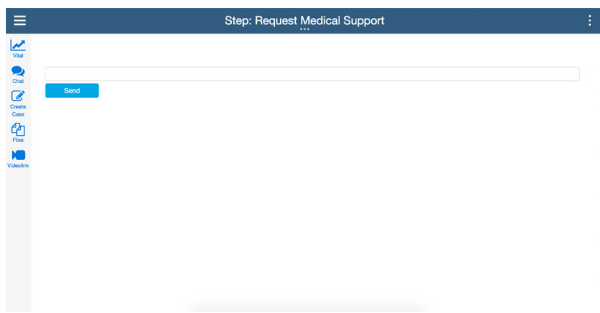 Step: Request Medical Support
Vital
Chat
Create
Case
Files
Videolink
Send